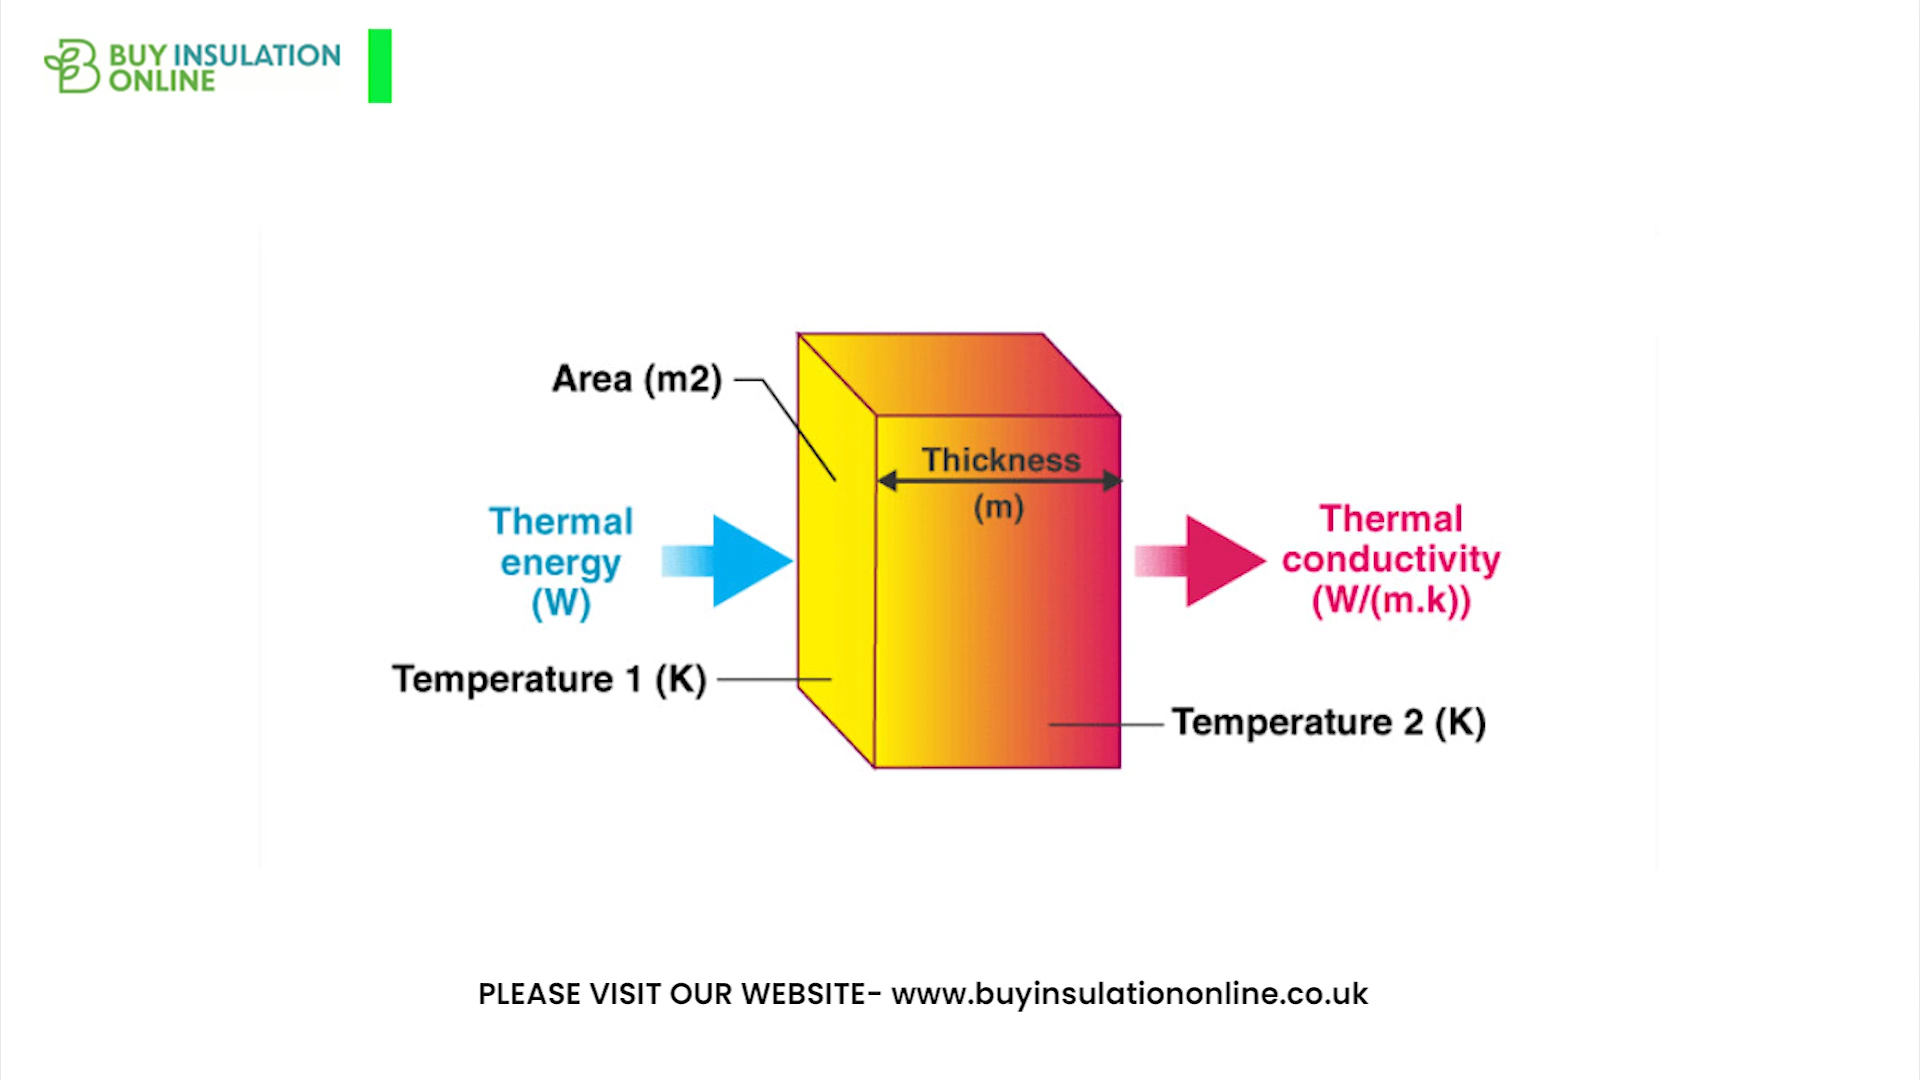 BUY INSULATION
ONLINE
Area (m2)
Thickness
(m)
Thermal
energy
(W)
Thermal
conductivity
(W/(m.k))
Temperature 1 (K)
Temperature 2 (K)
PLEASE VISIT OUR WEBSITE- www.buyinsulationonline.co.uk